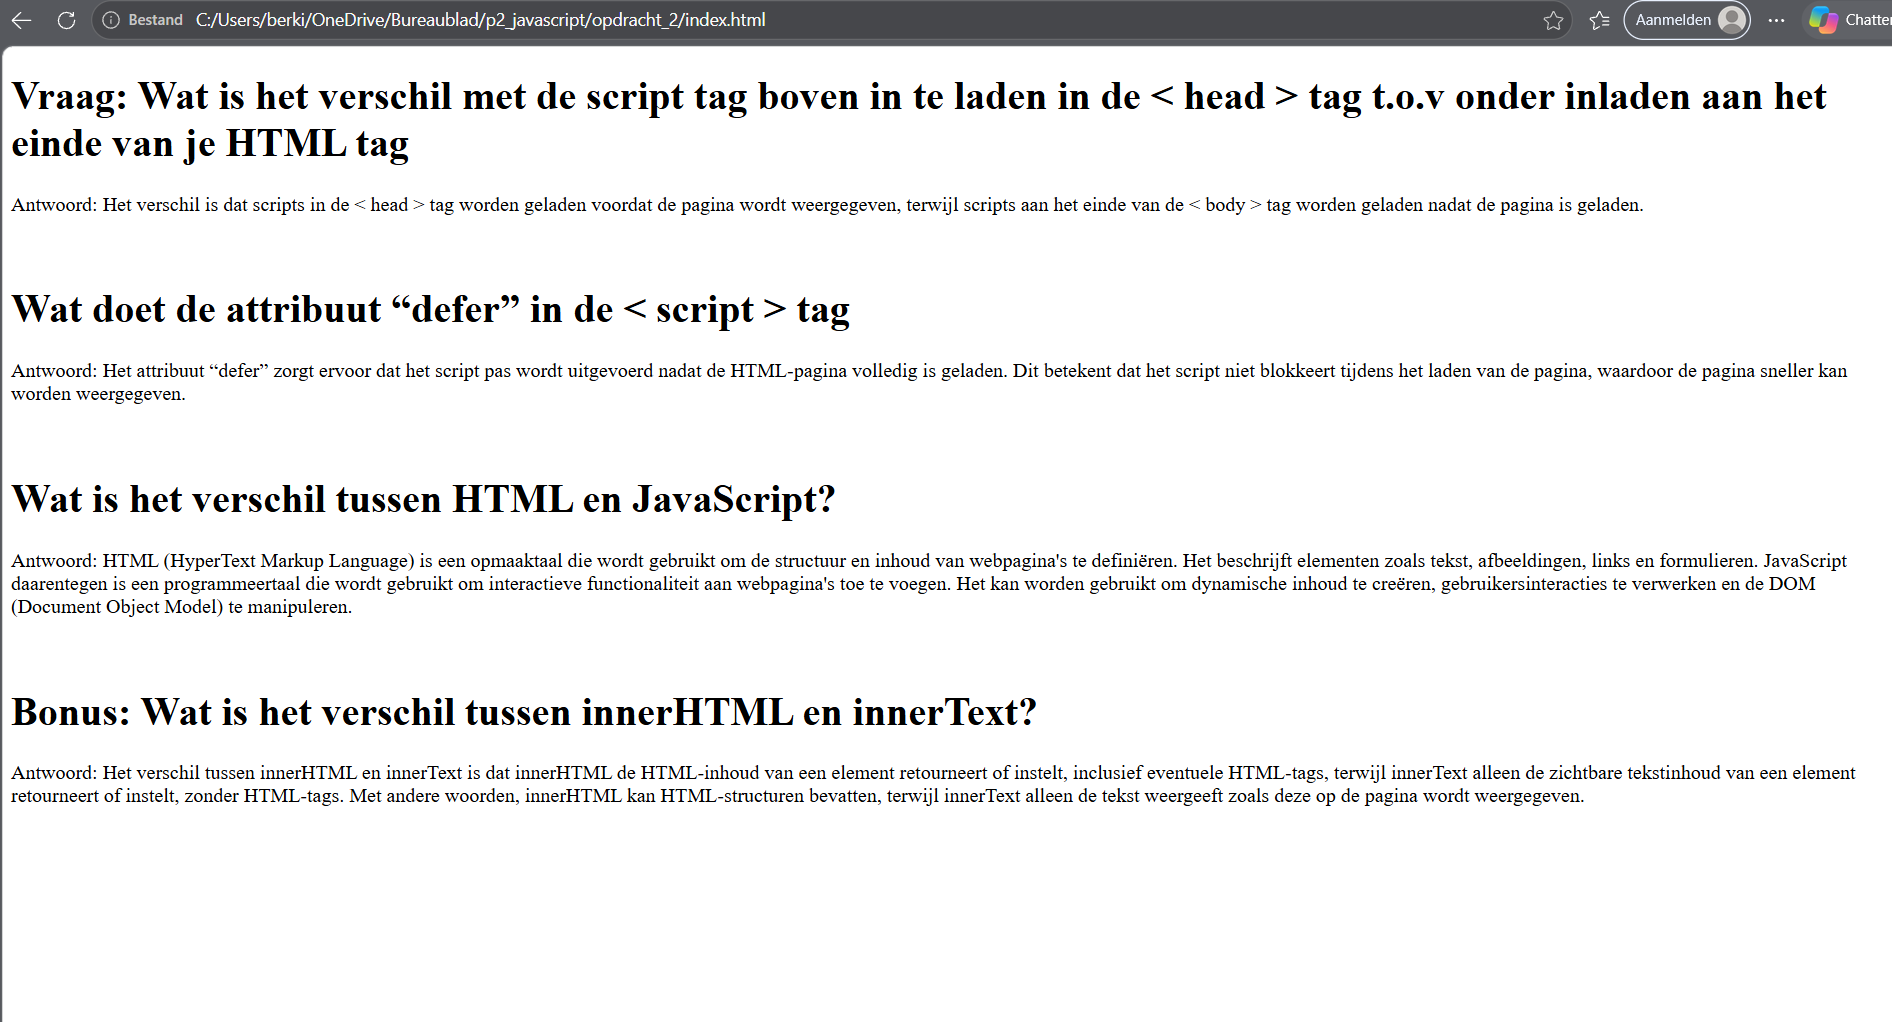 Bestand C:/Users/berki/OneDrive/Bureaublad/p2_javascript/opdracht_2/index.html Aanmelden Chatte
Vraag: Wat is het verschil met de script tag boven in te laden in de < head > tag t.o.v onder inladen aan het
einde van je HTML tag
Antwoord: Het verschil is dat scripts in de < head > tag worden geladen voordat de pagina wordt weergegeven, terwijl scripts aan het einde van de < body > tag worden geladen nadat de pagina is geladen.
Wat doet de attribuut “defer” in de < script > tag
Antwoord: Het attribuut “defer” zorgt ervoor dat het script pas wordt uitgevoerd nadat de HTML-pagina volledig is geladen. Dit betekent dat het script niet blokkeert tijdens het laden van de pagina, waardoor de pagina sneller kan
worden weergegeven.
Wat is het verschil tussen HTML en JavaScript?
Antwoord: HTML (HyperText Markup Language) is een opmaaktaal die wordt gebruikt om de structuur en inhoud van webpagina's te definiëren. Het beschrijft elementen zoals tekst, afbeeldingen, links en formulieren. JavaScript
daarentegen is een programmeertaal die wordt gebruikt om interactieve functionaliteit aan webpagina's toe te voegen. Het kan worden gebruikt om dynamische inhoud te creëren, gebruikersinteracties te verwerken en de DOM
(Document Object Model) te manipuleren.
Bonus: Wat is het verschil tussen innerHTML en innerText?
Antwoord: Het verschil tussen innerHTML en innerText is dat innerHTML de HTML-inhoud van een element retourneert of instelt, inclusief eventuele HTML-tags, terwijl innerText alleen de zichtbare tekstinhoud van een element
retourneert of instelt, zonder HTML-tags. Met andere woorden, innerHTML kan HTML-structuren bevatten, terwijl innerText alleen de tekst weergeeft zoals deze op de pagina wordt weergegeven.